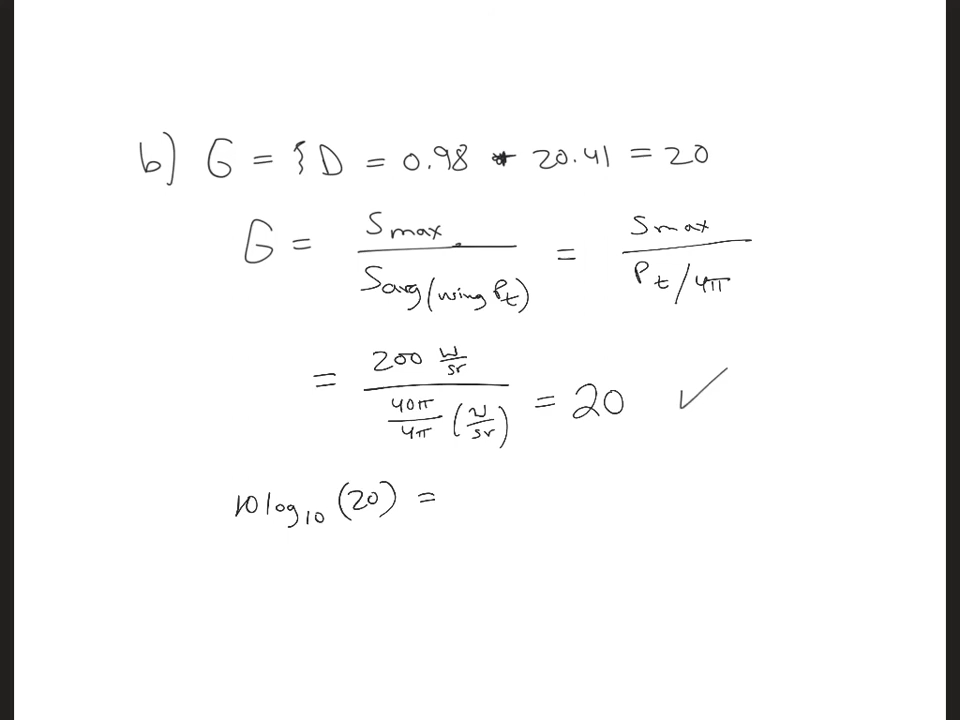 b) G = ξ D = 0.98 * 20.41 = 20
G = Smax / Savg (using Pt) = Smax / Pt/4π
= 200 W/sr / 40π/4π (W/sr) = 20 ✓
10 log10 (20) =